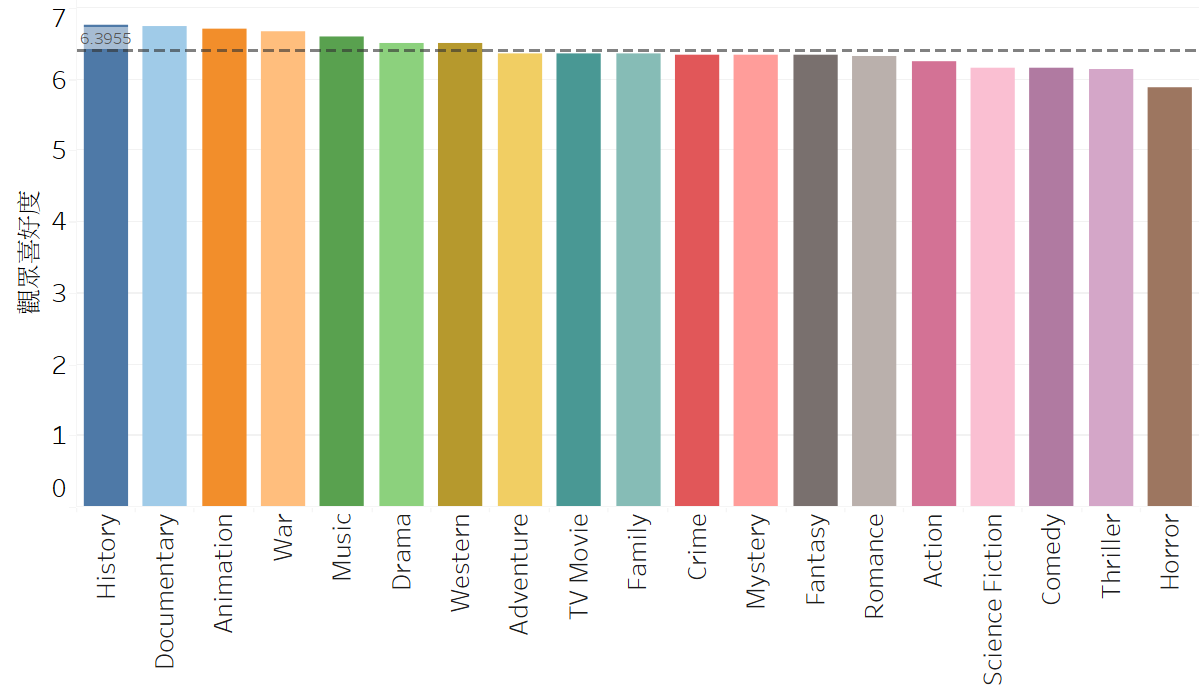 7
6.3955
6
5
4
3
2
1
0
觀眾喜好度
History
Documentary
Animation
War
Music
Drama
Western
Adventure
TV Movie
Family
Crime
Mystery
Fantasy
Romance
Action
Science Fiction
Comedy
Thriller
Horror